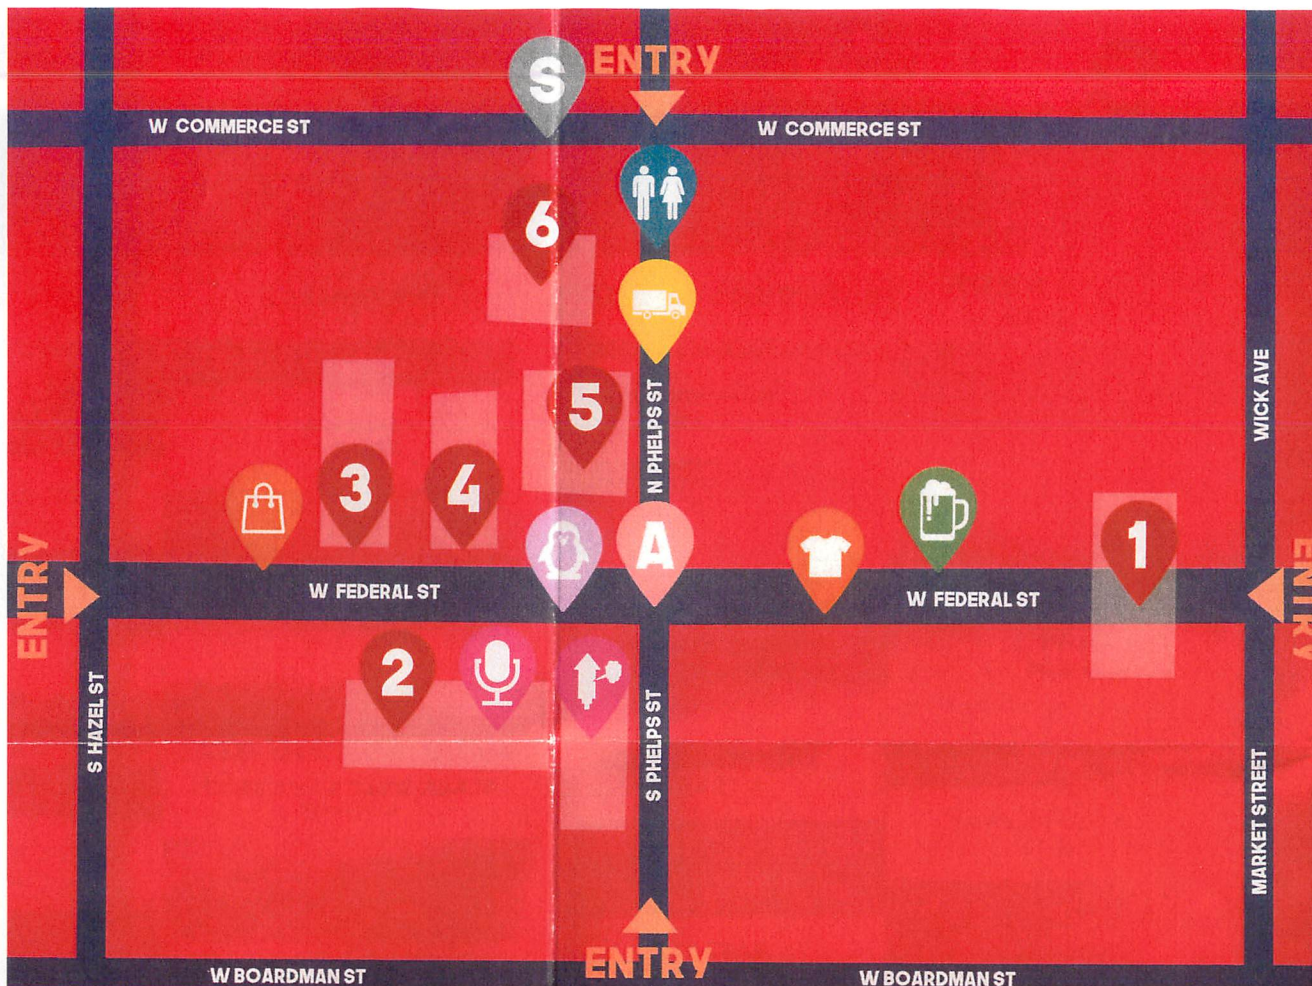 S
ENTRY
W COMMERCE ST
W COMMERCE ST
6
5
N PHELPS ST
WICK AVE
3
4
A
1
ENTRY
W FEDERAL ST
W FEDERAL ST
ENTRY
2
S HAZEL ST
S PHELPS ST
MARKET STREET
ENTRY
W BOARDMAN ST
W BOARDMAN ST